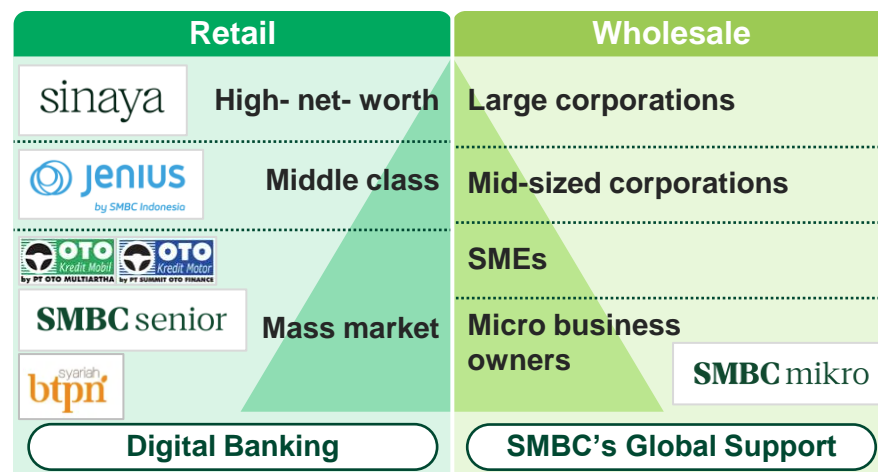 Retail
Wholesale
sinaya
High- net- worth
Large corporations
Jenius
by SMBC Indonesia
Middle class
Mid-sized corporations
OTO
Kredit Mobil
by PT OTO MULTIARTHA
OTO
Kredit Motor
by PT SUMMIT OTO FINANCE
SMEs
SMBC senior
Mass market
Micro business
owners
syariah
btpn
SMBC mikro
Digital Banking
SMBC's Global Support